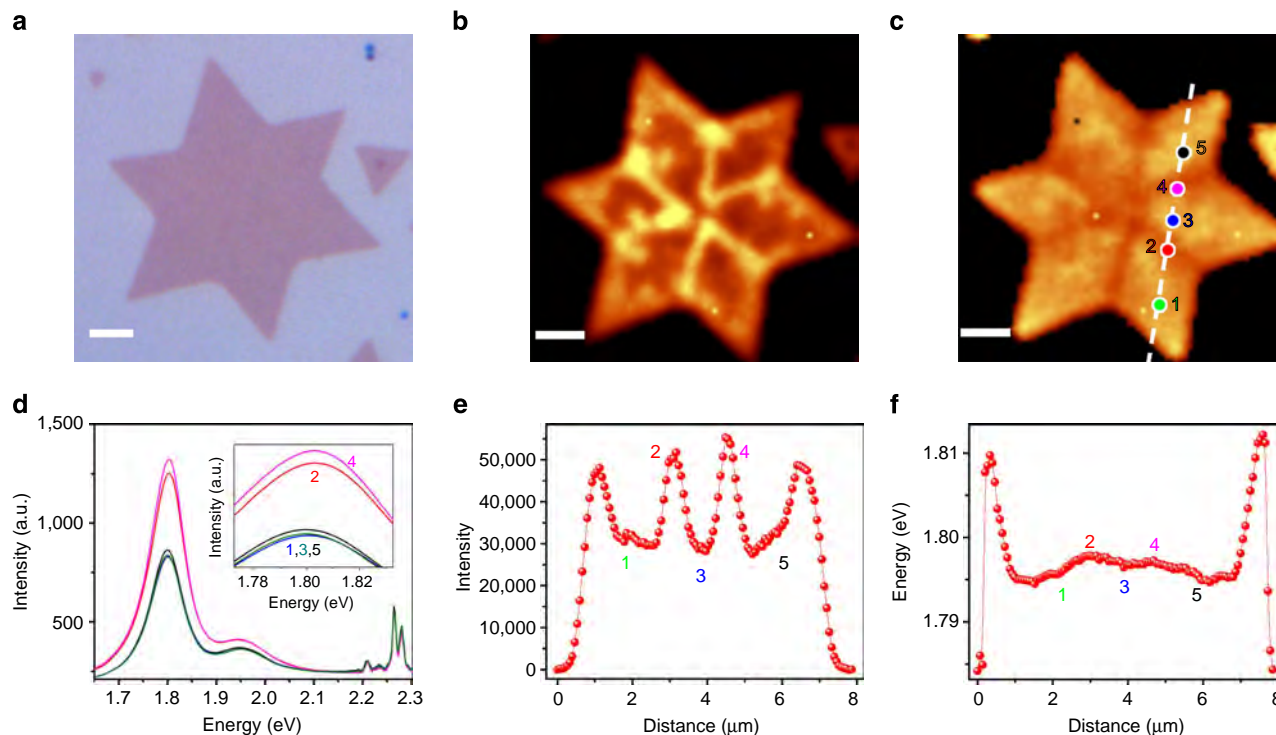 a
b
c
5
4
3
2
1
d
1,500
1,000
500
Intensity (a.u.)
1.7 1.8 1.9 2.0 2.1 2.2 2.3
Energy (eV)
Intensity (a.u.)
4
2
1,3,5
1.78 1.80 1.82
Energy (eV)
e
50,000
40,000
30,000
20,000
10,000
0
Intensity
2
4
1
3
5
0 2 4 6 8
Distance (μm)
f
1.81
1.80
1.79
Energy (eV)
2
4
1
3
5
0 2 4 6 8
Distance (μm)